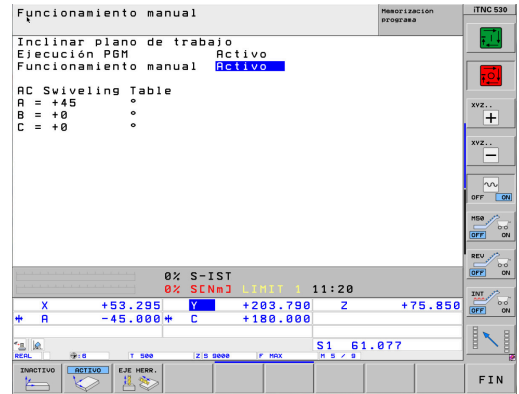 Funcionamiento manual
Memorización programa
iTNC 530
Inclinar plano de trabajo
Ejecución PGM Activo
Funcionamiento manual Activo
AC Swiveling Table
A = +45 °
B = +0 °
C = +0 °
0% S-IST
0% S[Nm] LIMIT 1 11:20
X +53.295 Y +203.790 Z +75.850
A -45.000 C +180.000
S1 61.077
REAL :6 T 500 Z S 9000 F MAX M 5 / 9
INACTIVO ACTIVO EJE HERR. FIN
XYZ..
+
XYZ..
-
OFF ON
M50
OFF ON
REV
OFF ON
INT
OFF ON